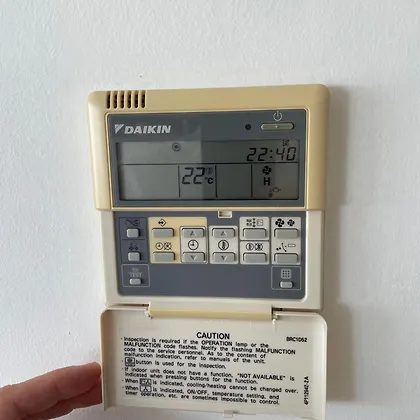 DAIKIN
22:40
22 °C
H
TEST
CAUTION
BRC1D52
· Inspection is required if the OPERATION lamp or the
MALFUNCTION code flashes. Notify the flashing MALFUNCTION
code to the service personnel. As to the content of
malfunction indication, refer to manuals of the unit.
· button is used for the inspection.
· If indoor unit does not have a function, "NOT AVAILABLE" is
indicated when pressing buttons for the function.
· When is indicated, cooling/heating cannot be changed over.
· When is indicated, ON/OFF, temperature setting, and
timer operation, etc. are sometimes impossible to control.